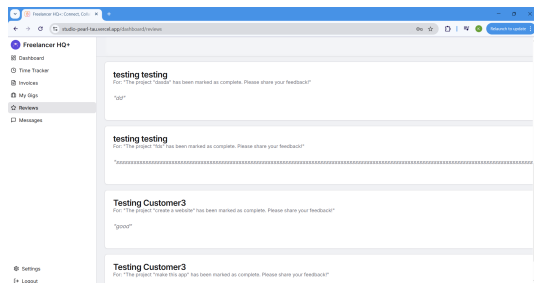 Freelancer HQ+: Connect, Colla
studio-pearl-tau.vercel.app/dashboard/reviews
Relaunch to update
Freelancer HQ+
Dashboard
Time Tracker
Invoices
My Gigs
Reviews
Messages
Settings
Logout
testing testing
For: "The project "dasda" has been marked as complete. Please share your feedback!"
"dd"
testing testing
For: "The project "fds" has been marked as complete. Please share your feedback!"
Testing Customer3
For: "The project "create a website" has been marked as complete. Please share your feedback!"
"good"
Testing Customer3
For: "The project "make this app" has been marked as complete. Please share your feedback!"